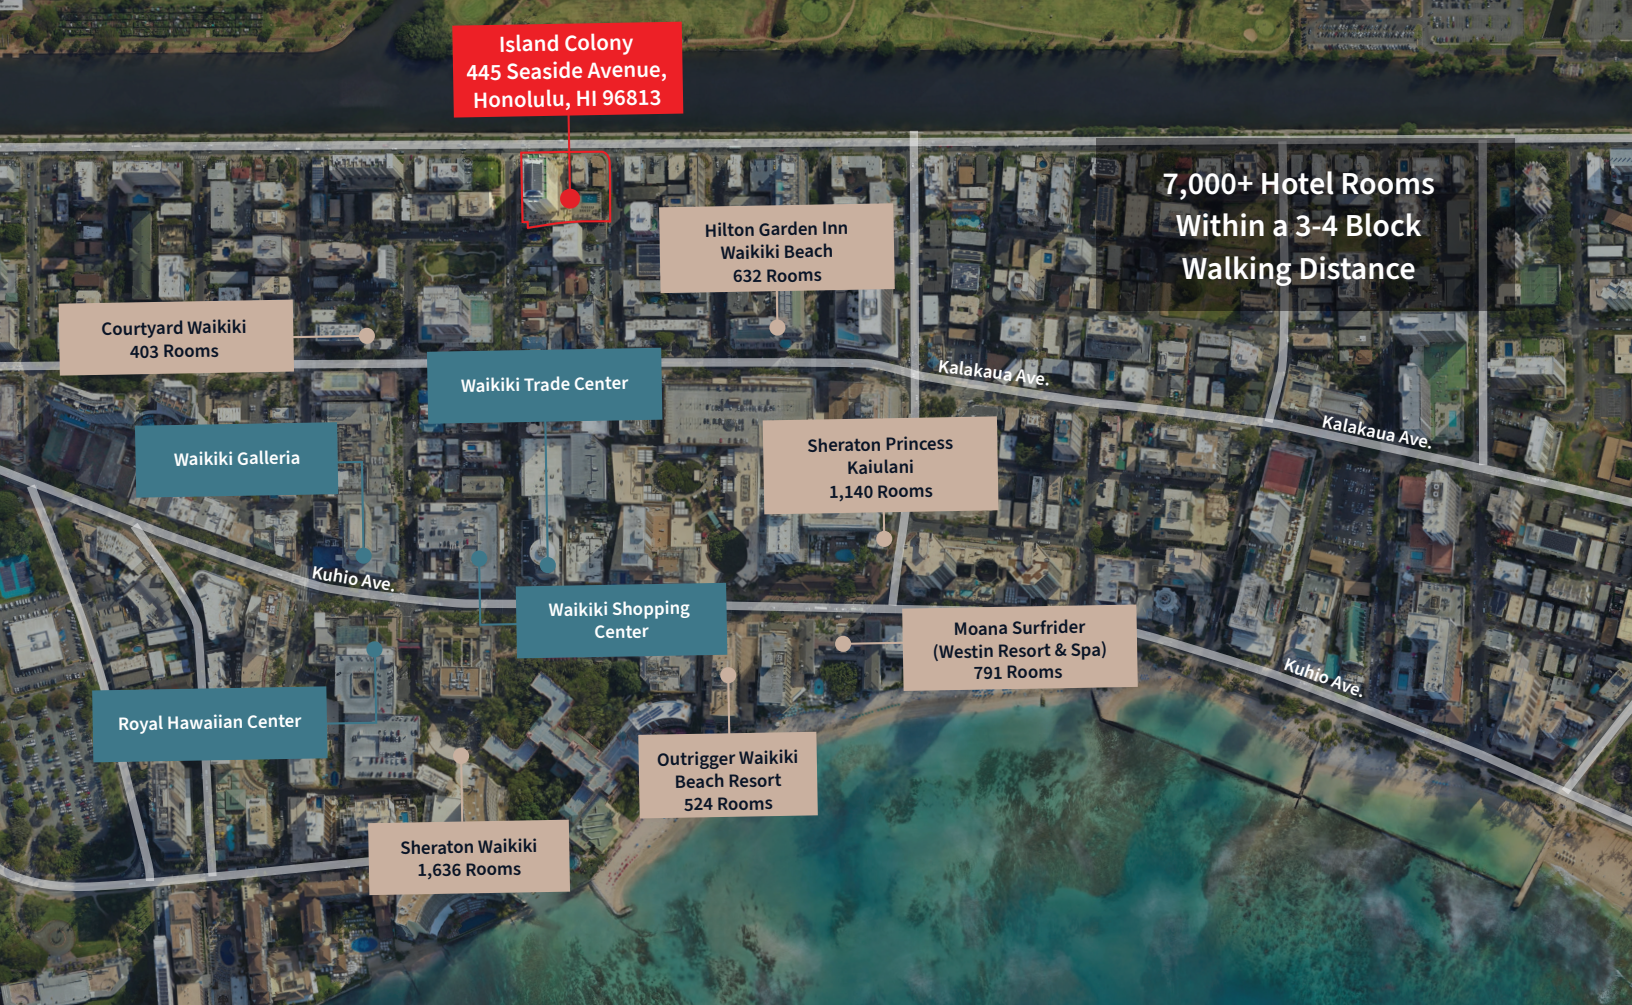 Island Colony
445 Seaside Avenue,
Honolulu, HI 96813
7,000+ Hotel Rooms
Within a 3-4 Block
Walking Distance
Hilton Garden Inn
Waikiki Beach
632 Rooms
Courtyard Waikiki
403 Rooms
Waikiki Trade Center
Kalakaua Ave.
Kalakaua Ave.
Waikiki Galleria
Sheraton Princess
Kaiulani
1,140 Rooms
Kuhio Ave.
Waikiki Shopping
Center
Moana Surfrider
(Westin Resort & Spa)
791 Rooms
Kuhio Ave.
Royal Hawaiian Center
Outrigger Waikiki
Beach Resort
524 Rooms
Sheraton Waikiki
1,636 Rooms